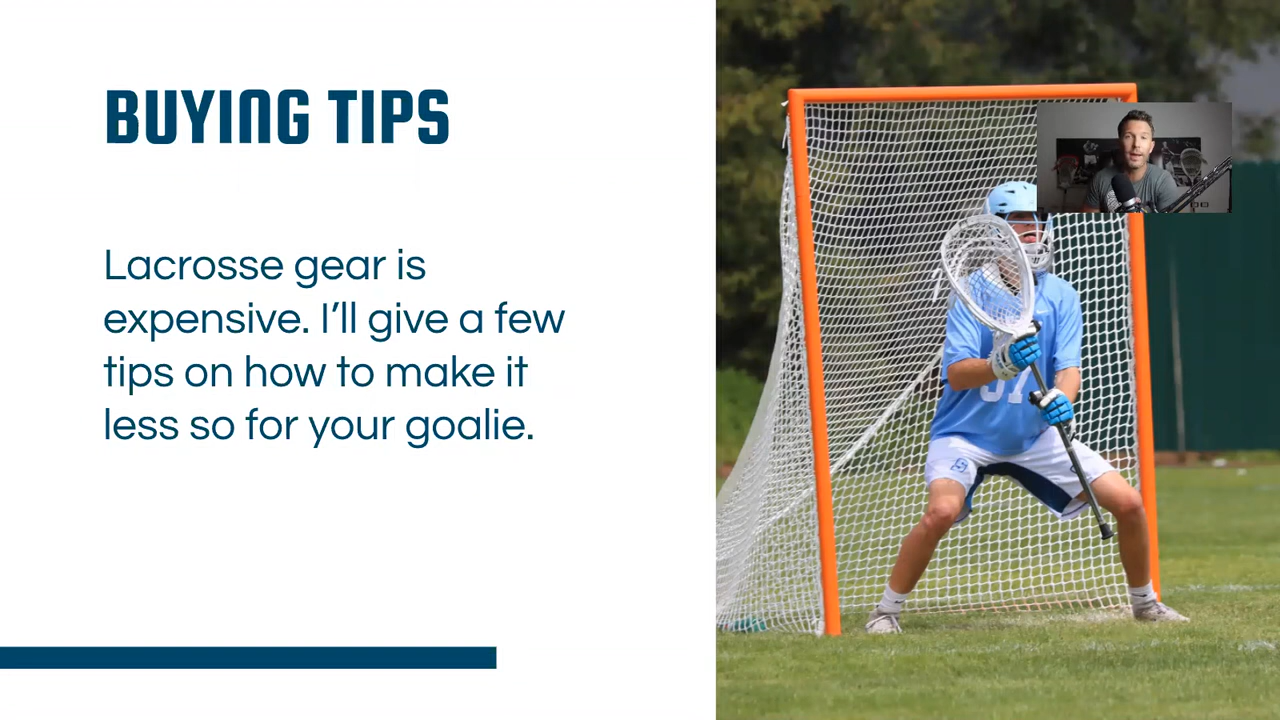 BUYING TIPS
Lacrosse gear is
expensive. I’ll give a few
tips on how to make it
less so for your goalie.